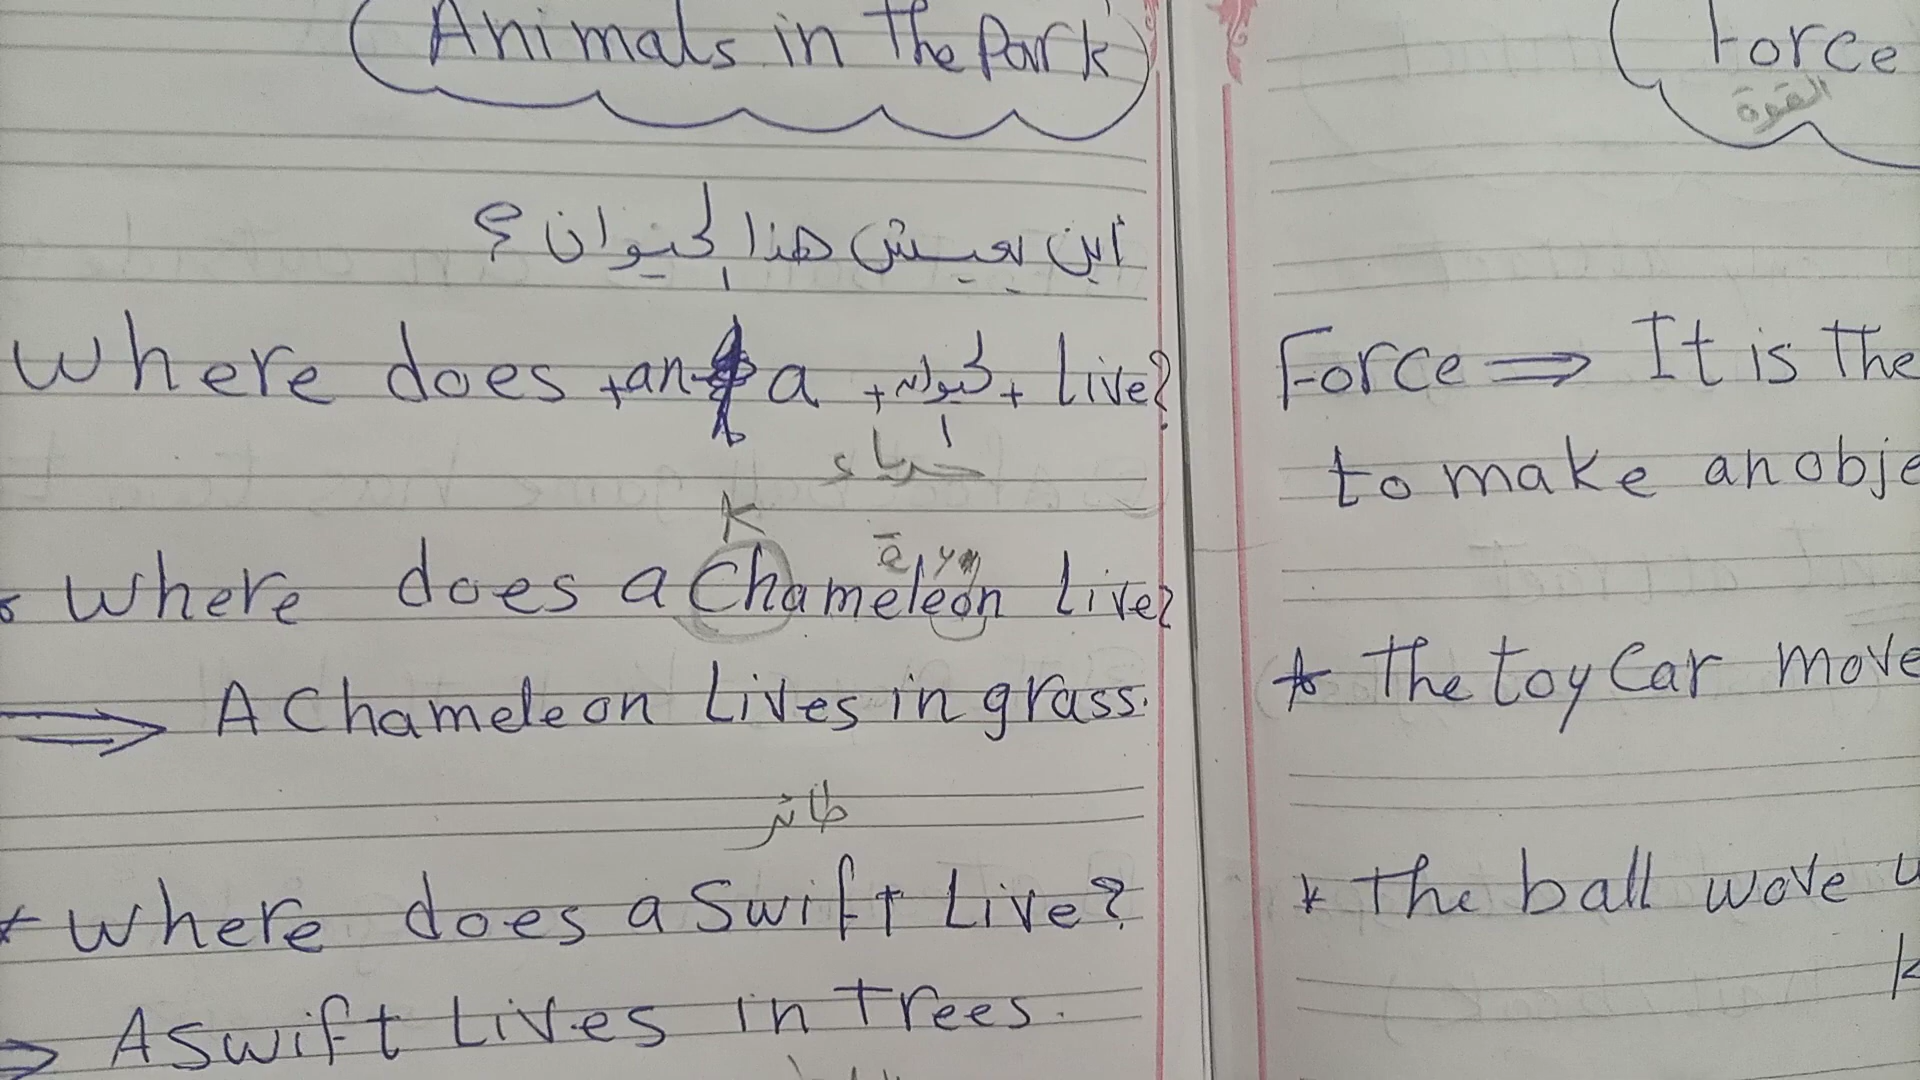 Animals in The Park
أين يعيش هذا الحيوان؟
Where does + an a + حيوان + Live?
حرباء
K
ē y
Where does a Chameleon Live?
A Chameleon Lives in grass.
طائر
Where does a Swift Live?
A Swift Lives in Trees.
Force
القوة
Force ⇒ It is The
to make an obje
* The toy Car move
* The ball wove u
k